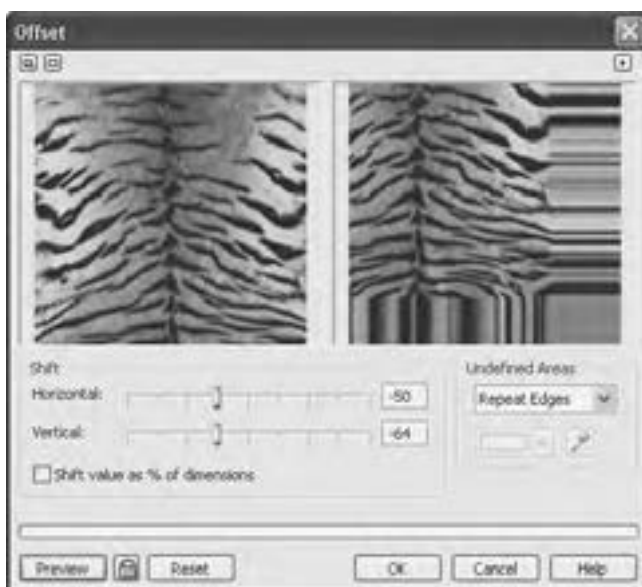 Offset
Shift
Horizontal: -50
Vertical: -64
Shift value as % of dimensions
Undefined Areas
Repeat Edges
Preview Reset OK Cancel Help